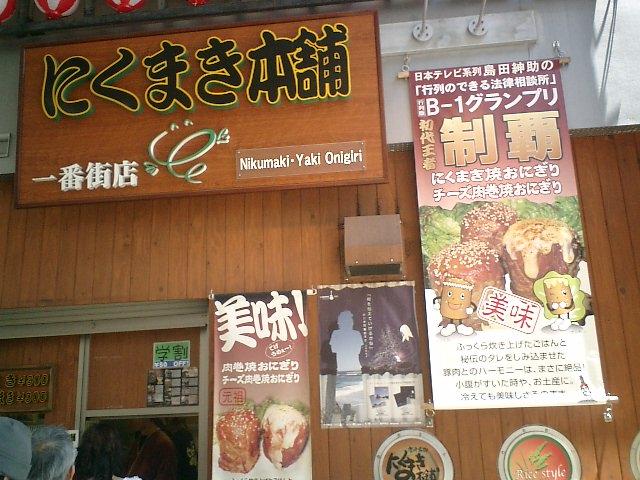 にくまき本舗
一番街店
Nikumaki・Yaki Onigiri
日本テレビ系列 島田紳助の
「行列のできる法律相談所」
B-1グランプリ
初代王者
制覇
にくまき焼おにぎり
チーズ肉巻焼おにぎり
美味
ふっくら炊き上げたごはんと
秘伝のタレをしみ込ませた
豚肉とのハーモニーは、まさに絶品!
小腹がすいた時や、お土産に。
冷えても美味しさそのまま
美味!
肉巻焼おにぎり
チーズ肉巻焼おにぎり
元祖
学割
¥50 OFF
にくまき
本舗
Rice style